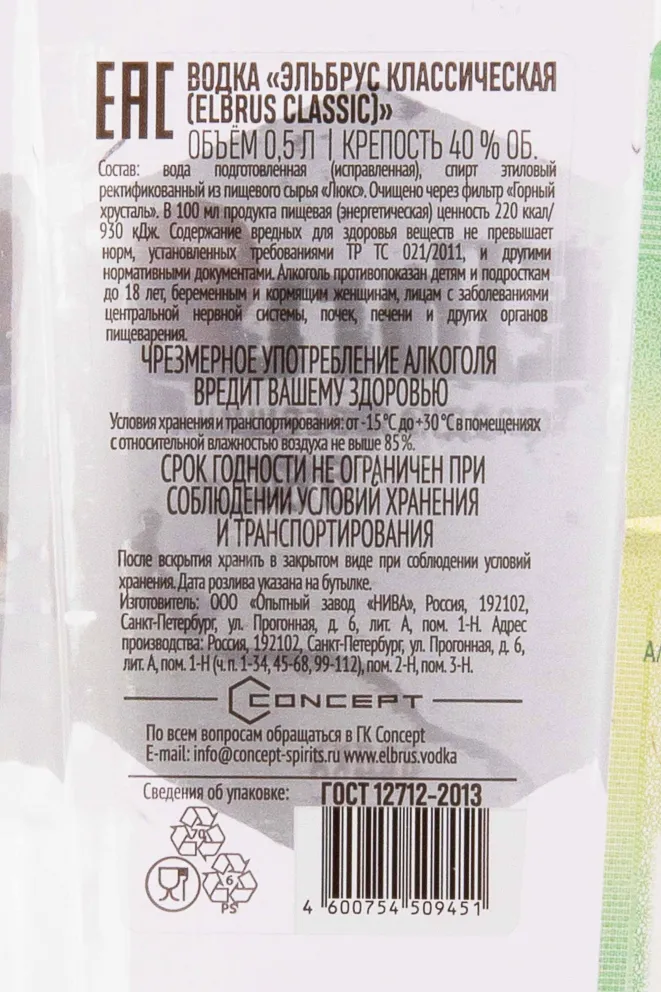 ЕАС
ВОДКА «ЭЛЬБРУС КЛАССИЧЕСКАЯ
(ELBRUS CLASSIC)»
ОБЪЁМ 0,5 Л | КРЕПОСТЬ 40 % ОБ.
Состав: вода подготовленная (исправленная), спирт этиловый
ректификованный из пищевого сырья «Люкс». Очищено через фильтр «Горный
хрусталь». В 100 мл продукта пищевая (энергетическая) ценность 220 ккал/
930 кДж. Содержание вредных для здоровья веществ не превышает
норм, установленных требованиями ТР ТС 021/2011, и другими
нормативными документами. Алкоголь противопоказан детям и подросткам
до 18 лет, беременным и кормящим женщинам, лицам с заболеваниями
центральной нервной системы, почек, печени и других органов
пищеварения.
ЧРЕЗМЕРНОЕ УПОТРЕБЛЕНИЕ АЛКОГОЛЯ
ВРЕДИТ ВАШЕМУ ЗДОРОВЬЮ
Условия хранения и транспортирования: от -15 °С до +30 °С в помещениях
с относительной влажностью воздуха не выше 85%.
СРОК ГОДНОСТИ НЕ ОГРАНИЧЕН ПРИ
СОБЛЮДЕНИИ УСЛОВИЙ ХРАНЕНИЯ
И ТРАНСПОРТИРОВАНИЯ
После вскрытия хранить в закрытом виде при соблюдении условий
хранения. Дата розлива указана на бутылке.
Изготовитель: ООО «Опытный завод «НИВА», Россия, 192102,
Санкт-Петербург, ул. Прогонная, д. 6, лит. А, пом. 1-Н. Адрес
производства: Россия, 192102, Санкт-Петербург, ул. Прогонная, д. 6,
лит. А, пом. 1-Н (ч.п. 1-34, 45-68, 99-112), пом. 2-Н, пом. 3-Н.
CONCEPT
По всем вопросам обращаться в ГК Concept
E-mail: info@concept-spirits.ru www.elbrus.vodka
Сведения об упаковке: ГОСТ 12712-2013
70
6
PS
4 600754 509451